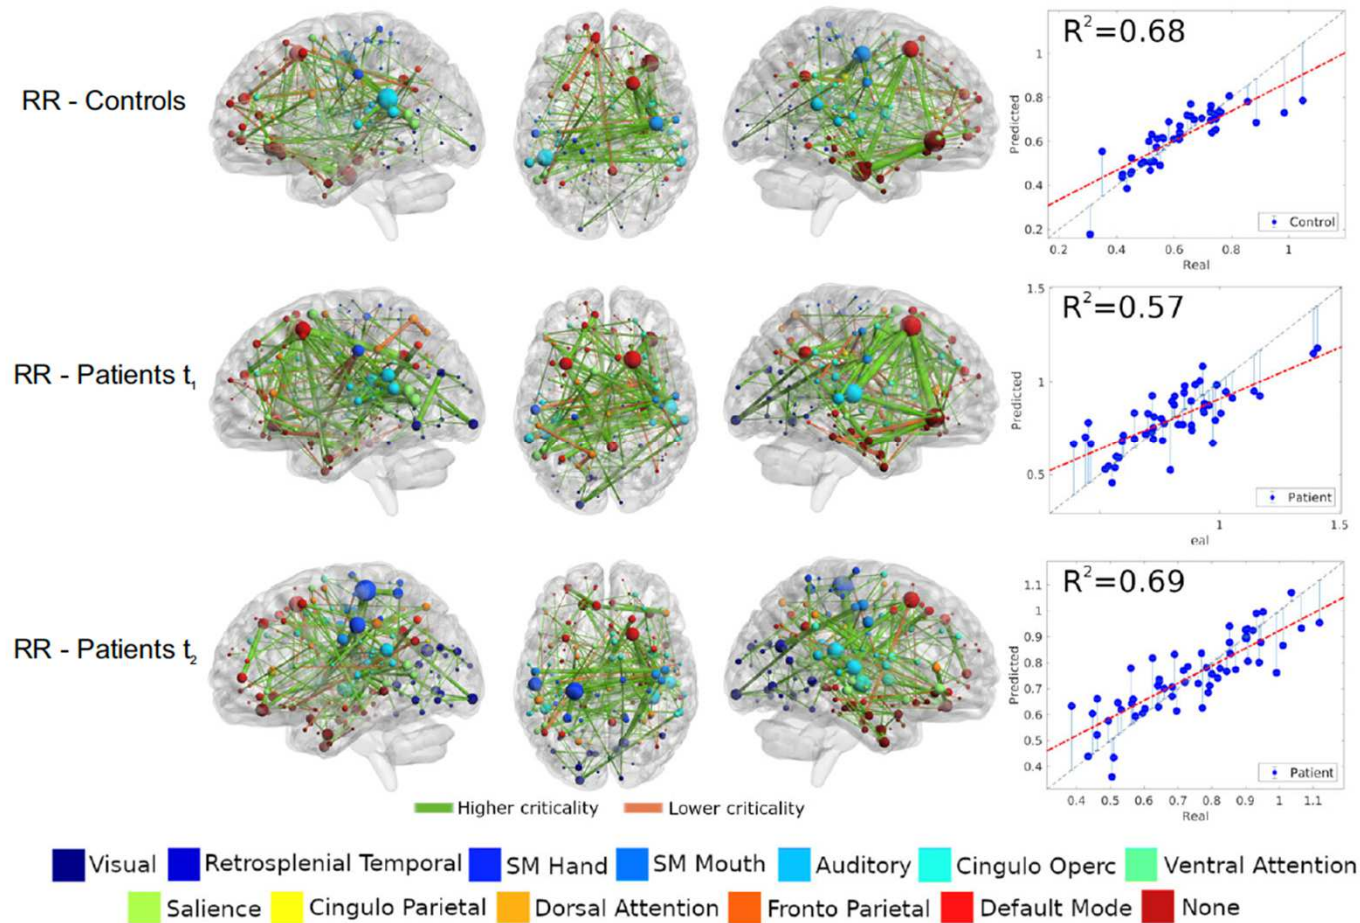 RR - Controls
R²=0.68
1
0.8
0.6
0.4
0.2
Predicted
Control
0.2
0.4
0.6
0.8
1
Real
RR - Patients t₁
1.5
R²=0.57
1
0.5
Predicted
Patient
1
1.5
eal
RR - Patients t₂
R²=0.69
1.1
1
0.9
0.8
0.7
0.6
0.5
0.4
Predicted
Patient
0.4
0.5
0.6
0.7
0.8
0.9
1
1.1
Real
Higher criticality
Lower criticality
Visual
Retrosplenial Temporal
SM Hand
SM Mouth
Auditory
Cingulo Operc
Ventral Attention
Salience
Cingulo Parietal
Dorsal Attention
Fronto Parietal
Default Mode
None